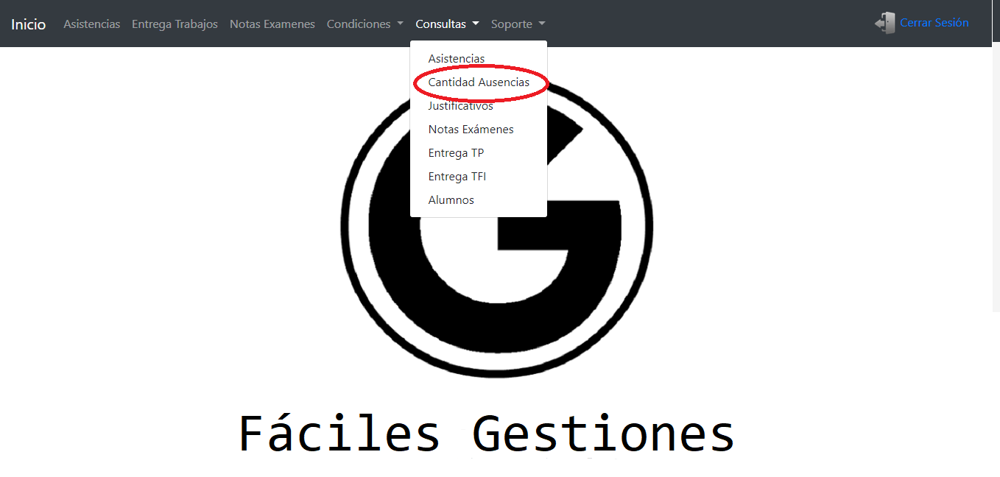 Inicio Asistencias Entrega Trabajos Notas Examenes Condiciones Consultas Soporte Cerrar Sesión
Asistencias
Cantidad Ausencias
Justificativos
Notas Exámenes
Entrega TP
Entrega TFI
Alumnos
G
Fáciles Gestiones